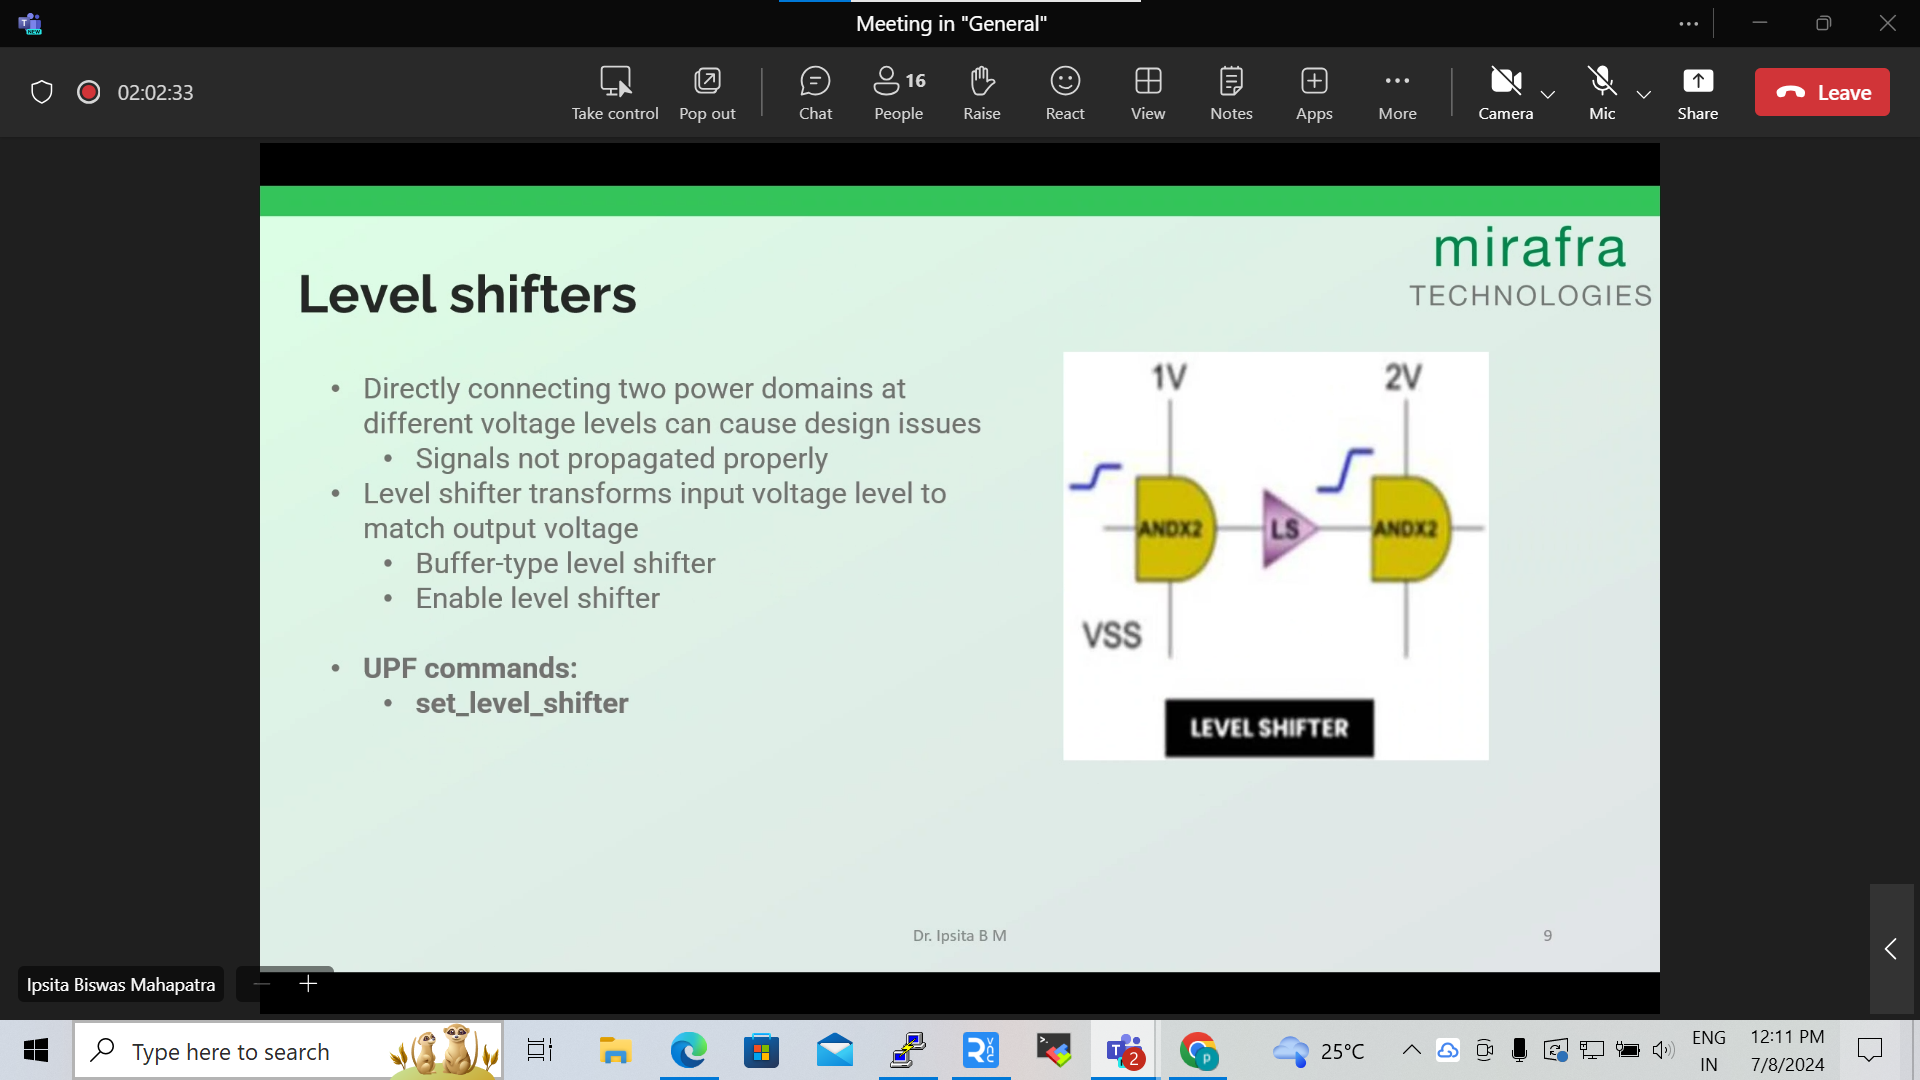 Meeting in "General"
02:02:33
Take control
Pop out
Chat
16
People
Raise
React
View
Notes
Apps
More
Camera
Mic
Share
Leave
mirafra
TECHNOLOGIES
Level shifters
• Directly connecting two power domains at
different voltage levels can cause design issues
• Signals not propagated properly
• Level shifter transforms input voltage level to
match output voltage
• Buffer-type level shifter
• Enable level shifter
• UPF commands:
• set_level_shifter
1V
2V
ANDX2
LS
ANDX2
VSS
LEVEL SHIFTER
Dr. Ipsita B M
9
Ipsita Biswas Mahapatra
Type here to search
2
p
25°C
ENG
IN
12:11 PM
7/8/2024